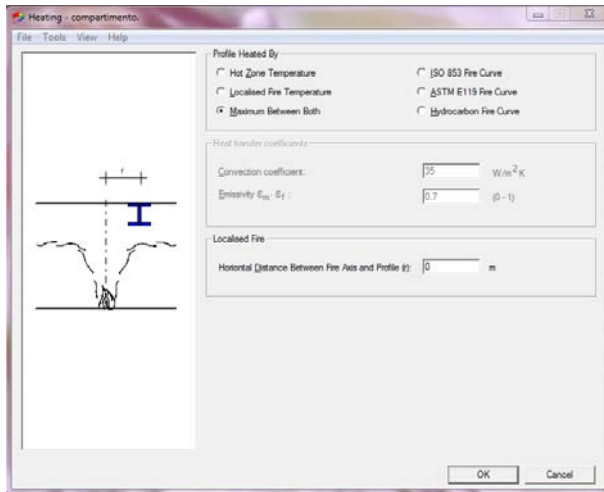 Heating - compartimento.
File Tools View Help
Profile Heated By
Hot Zone Temperature
ISO 853 Fire Curve
Localised Fire Temperature
ASTM E119 Fire Curve
Maximum Between Both
Hydrocarbon Fire Curve
Heat transfer coefficients
Convection coefficient: 35 W/m²K
Emissivity εm· εf : 0.7 (0 - 1)
Localised Fire
Horiontal Distance Between Fire Axis and Profile (r): 0 m
r
OK Cancel